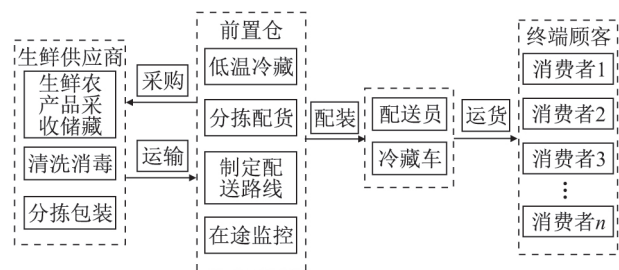 生鲜供应商
生鲜农
产品采
收储藏
清洗消毒
分拣包装
采购
运输
前置仓
低温冷藏
分拣配货
制定配
送路线
在途监控
配装
配送员
冷藏车
运货
终端顾客
消费者1
消费者2
消费者3
⋮
消费者n